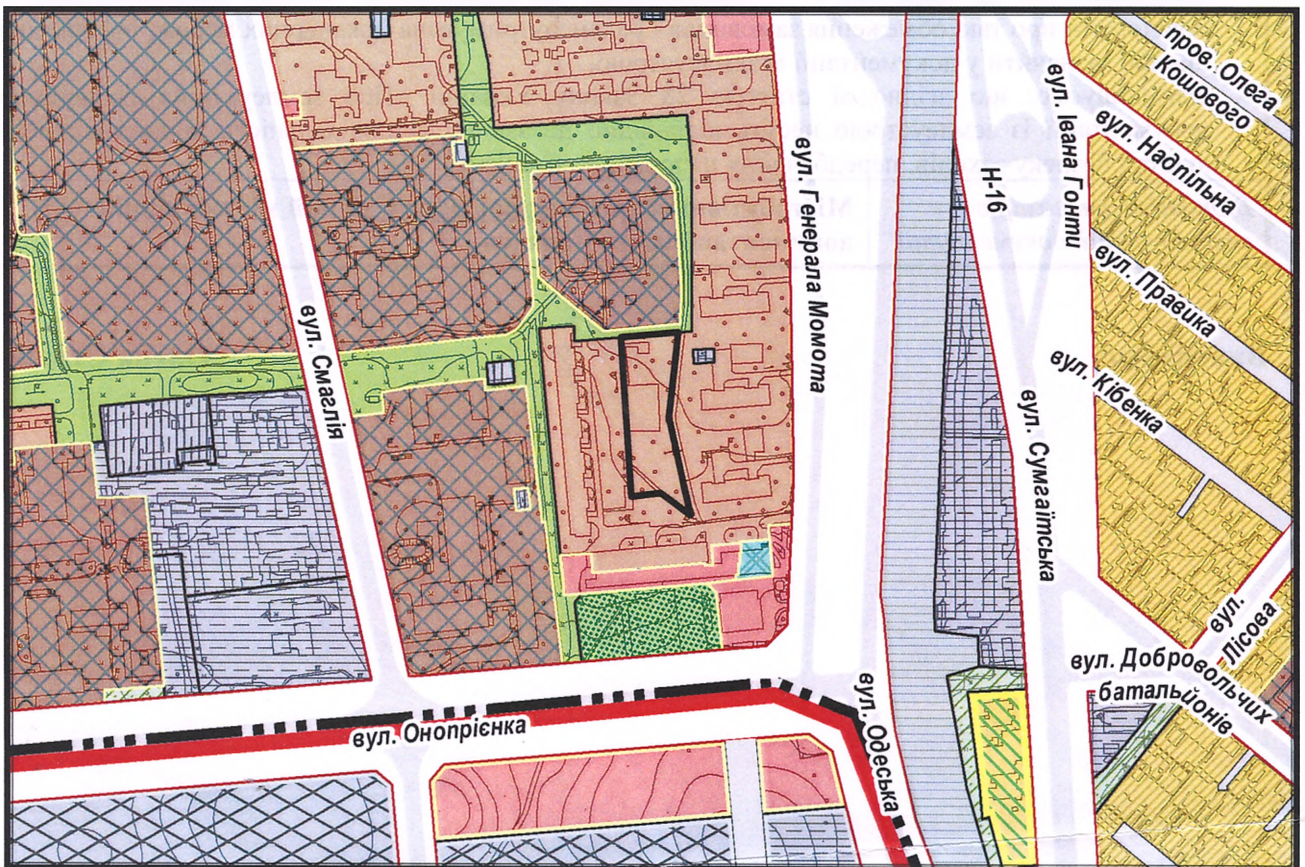 пров. Олега
Кошового
вул. Надпільна
вул. Івана Гонти
Н-16
вул. Правика
вул. Генерала Момота
вул. Кібенка
вул. Смаглія
вул. Сумгаїтська
вул.
Лісова
вул. Добровольчих
батальйонів
вул. Одеська
вул. Онопрієнка